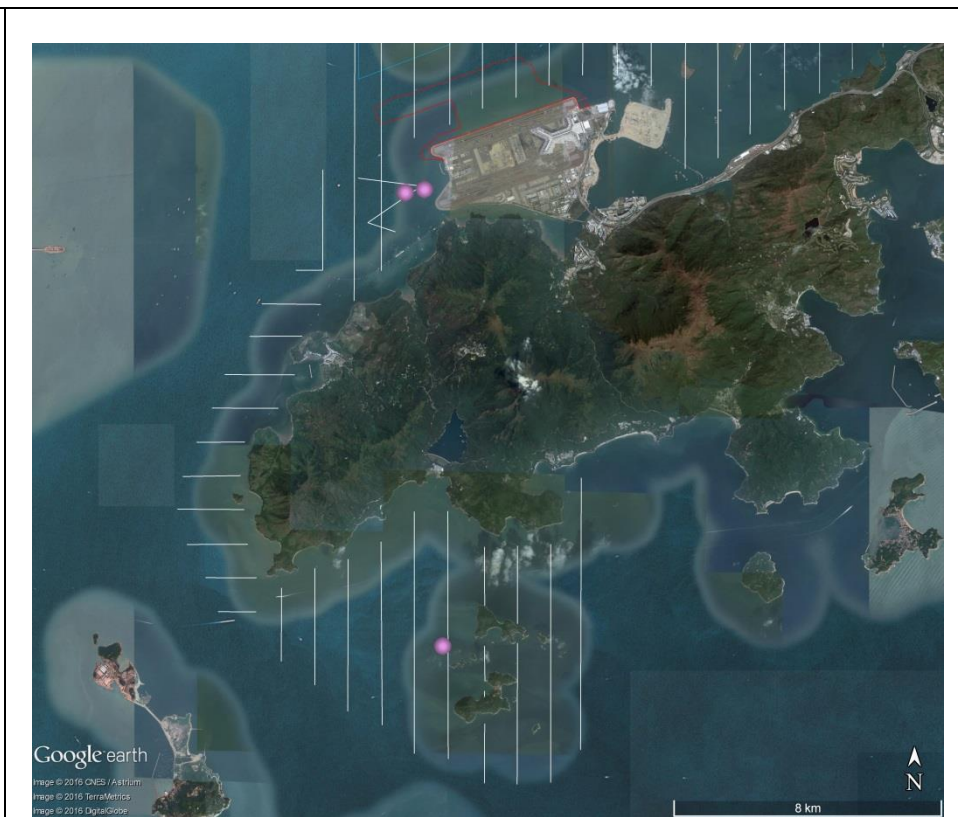 Google earth
Image © 2016 CNES / Astrium
Image © 2016 TerraMetrics
Image © 2016 DigitalGlobe
N
8 km